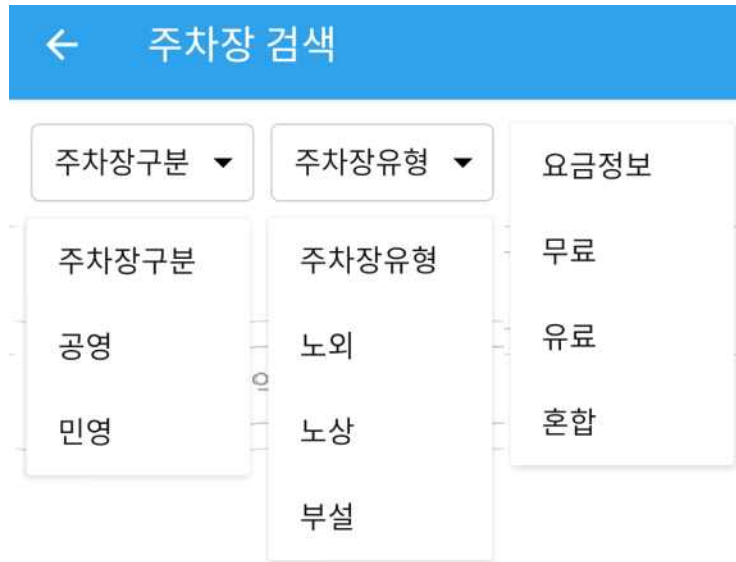 주차장 검색
주차장구분
주차장유형
요금정보
주차장구분
주차장유형
무료
공영
노외
유료
민영
노상
혼합
부설